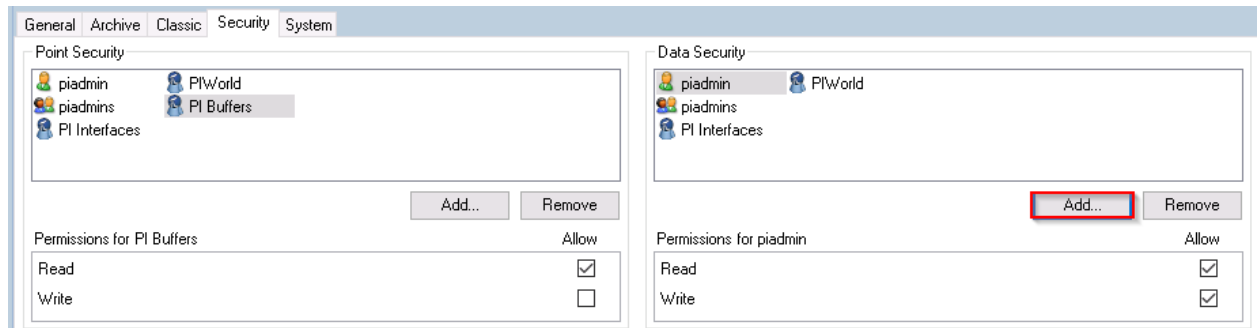 General Archive Classic Security System
Point Security
piadmin PIWorld
piadmins PI Buffers
PI Interfaces
Add... Remove
Permissions for PI Buffers Allow
Read
Write
Data Security
piadmin PIWorld
piadmins
PI Interfaces
Add... Remove
Permissions for piadmin Allow
Read
Write